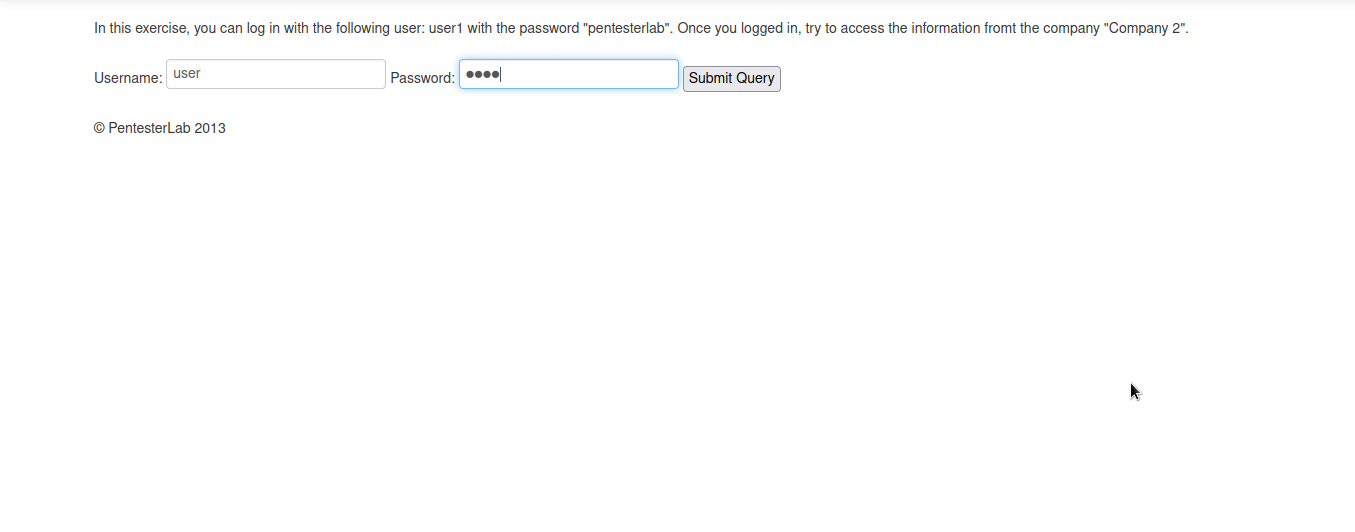 In this exercise, you can log in with the following user: user1 with the password "pentesterlab". Once you logged in, try to access the information fromt the company "Company 2".
Username: user Password: ●●●● Submit Query
© PentesterLab 2013